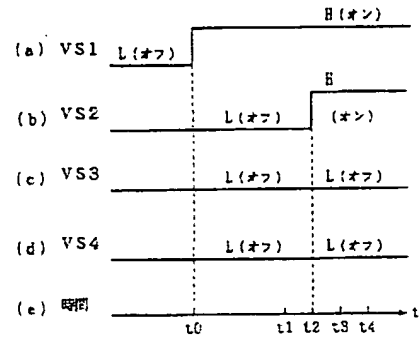 H(オン)
(a) VS1 L(オフ)
H
(b) VS2 L(オフ) (オン)
(c) VS3 L(オフ) L(オフ)
(d) VS4 L(オフ) L(オフ)
(e) 時間 t
t0 t1 t2 t3 t4